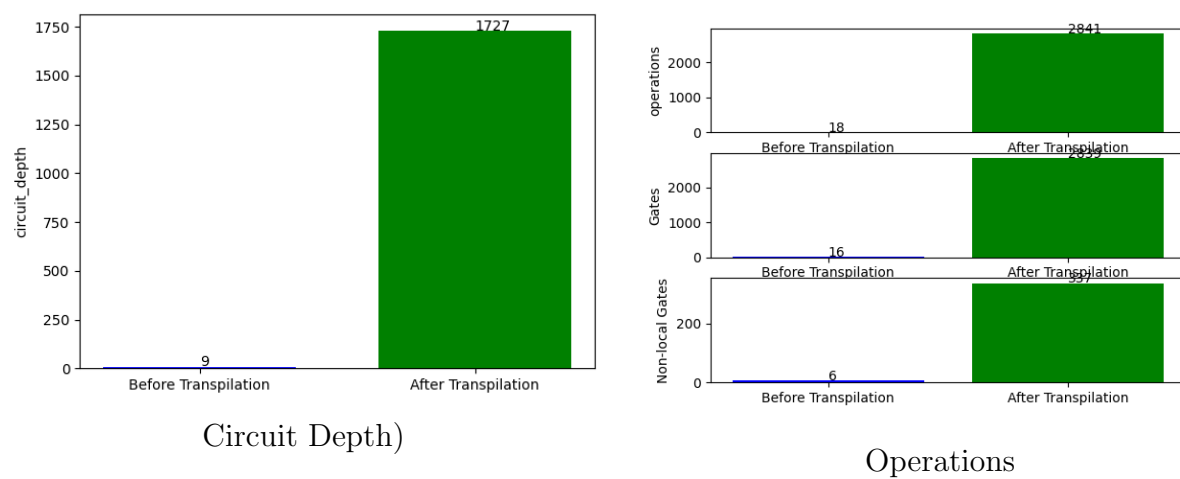 1750
1500
1250
1000
750
500
250
0
circuit_depth
1727
9
Before Transpilation After Transpilation
Circuit Depth)
2000
1000
0
operations
2841
18
Before Transpilation After Transpilation
2000
1000
0
Gates
2839
16
Before Transpilation After Transpilation
200
0
Non-local Gates
337
6
Before Transpilation After Transpilation
Operations